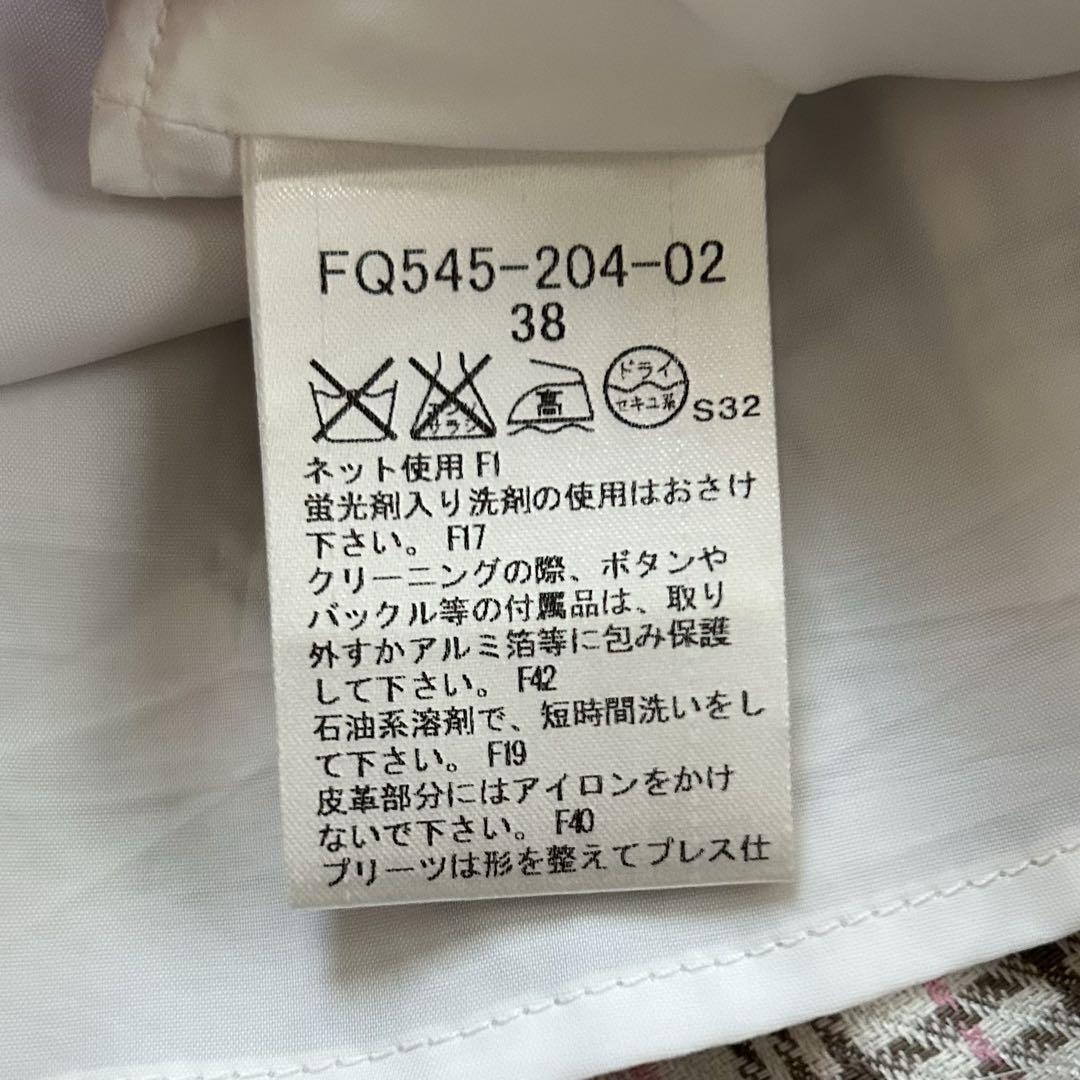 FQ545-204-02
38
エンソ
サラシ
高
ドライ
セキユ系
S32
ネット使用 F1
蛍光剤入り洗剤の使用はおさけ
下さい。 F17
クリーニングの際、ボタンや
バックル等の付属品は、取り
外すかアルミ箔等に包み保護
して下さい。 F42
石油系溶剤で、短時間洗いをし
て下さい。 F19
皮革部分にはアイロンをかけ
ないで下さい。 F40
プリーツは形を整えてプレス仕